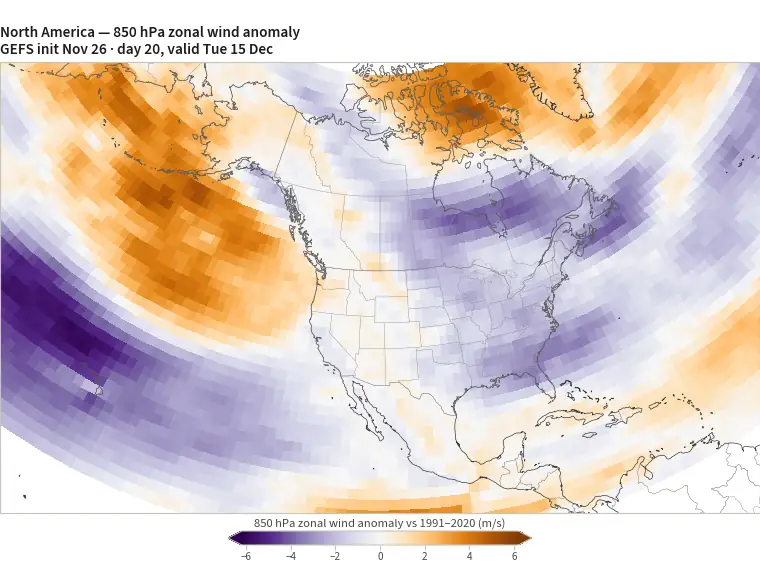 North America — 850 hPa zonal wind anomaly
GEFS init Nov 26 · day 20, valid Tue 15 Dec
850 hPa zonal wind anomaly vs 1991–2020 (m/s)
−6 −4 −2 0 2 4 6